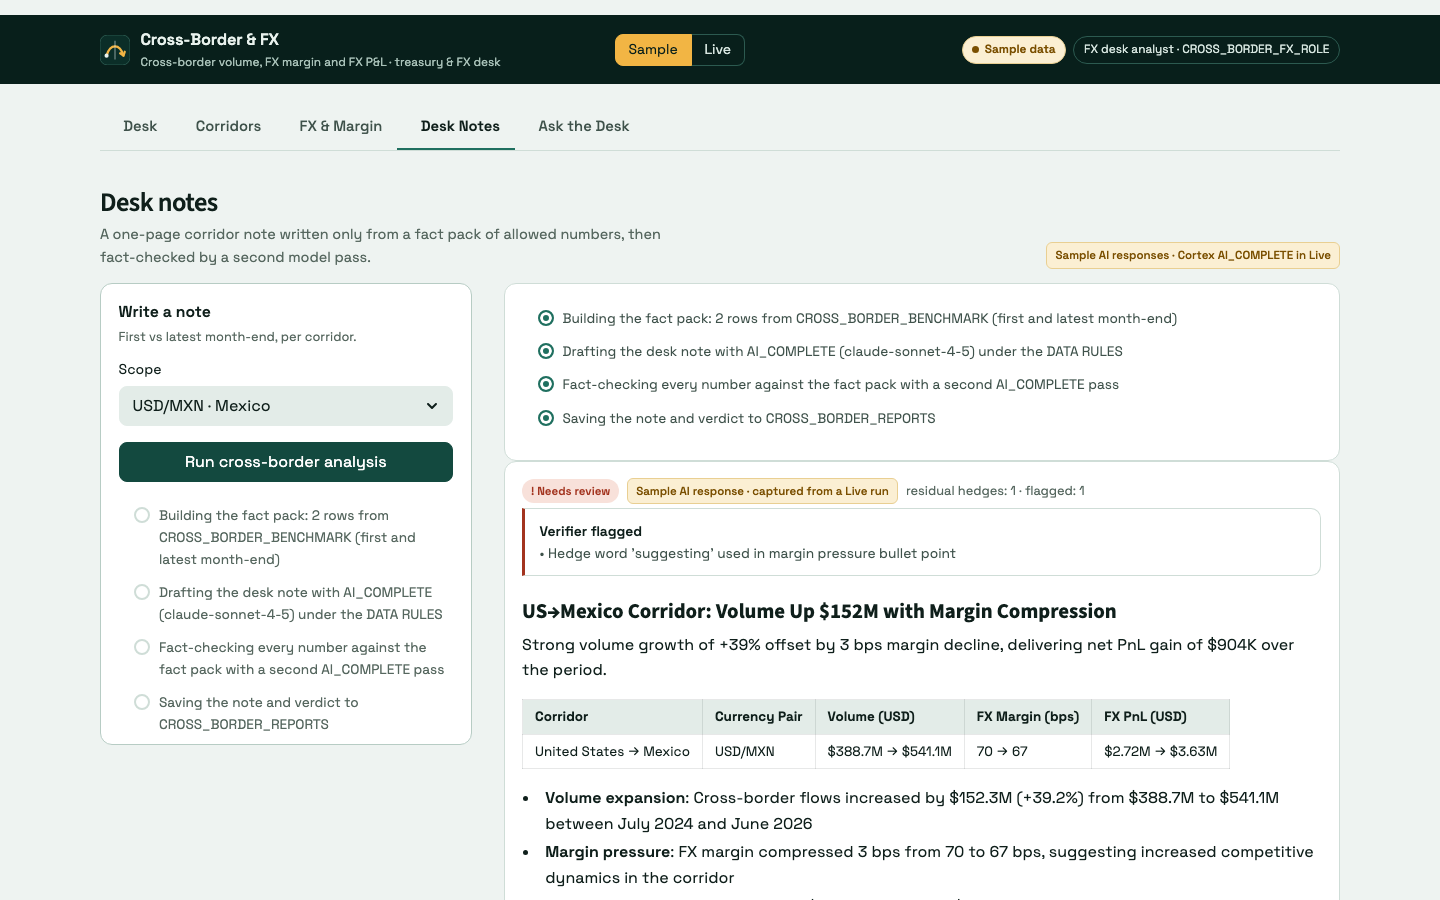 Cross-Border & FX
Cross-border volume, FX margin and FX P&L · treasury & FX desk
Sample
Live
Sample data
FX desk analyst · CROSS_BORDER_FX_ROLE
Desk
Corridors
FX & Margin
Desk Notes
Ask the Desk
Desk notes
A one-page corridor note written only from a fact pack of allowed numbers, then
fact-checked by a second model pass.
Sample AI responses · Cortex AI_COMPLETE in Live
Write a note
First vs latest month-end, per corridor.
Scope
USD/MXN · Mexico
Run cross-border analysis
Building the fact pack: 2 rows from
CROSS_BORDER_BENCHMARK (first and
latest month-end)
Drafting the desk note with AI_COMPLETE
(claude-sonnet-4-5) under the DATA RULES
Fact-checking every number against the
fact pack with a second AI_COMPLETE pass
Saving the note and verdict to
CROSS_BORDER_REPORTS
Building the fact pack: 2 rows from CROSS_BORDER_BENCHMARK (first and latest month-end)
Drafting the desk note with AI_COMPLETE (claude-sonnet-4-5) under the DATA RULES
Fact-checking every number against the fact pack with a second AI_COMPLETE pass
Saving the note and verdict to CROSS_BORDER_REPORTS
! Needs review
Sample AI response · captured from a Live run
residual hedges: 1 · flagged: 1
Verifier flagged
• Hedge word 'suggesting' used in margin pressure bullet point
US→Mexico Corridor: Volume Up $152M with Margin Compression
Strong volume growth of +39% offset by 3 bps margin decline, delivering net PnL gain of $904K over
the period.
Corridor Currency Pair Volume (USD) FX Margin (bps) FX PnL (USD)
United States → Mexico USD/MXN $388.7M → $541.1M 70 → 67 $2.72M → $3.63M
• Volume expansion: Cross-border flows increased by $152.3M (+39.2%) from $388.7M to $541.1M
between July 2024 and June 2026
• Margin pressure: FX margin compressed 3 bps from 70 to 67 bps, suggesting increased competitive
dynamics in the corridor